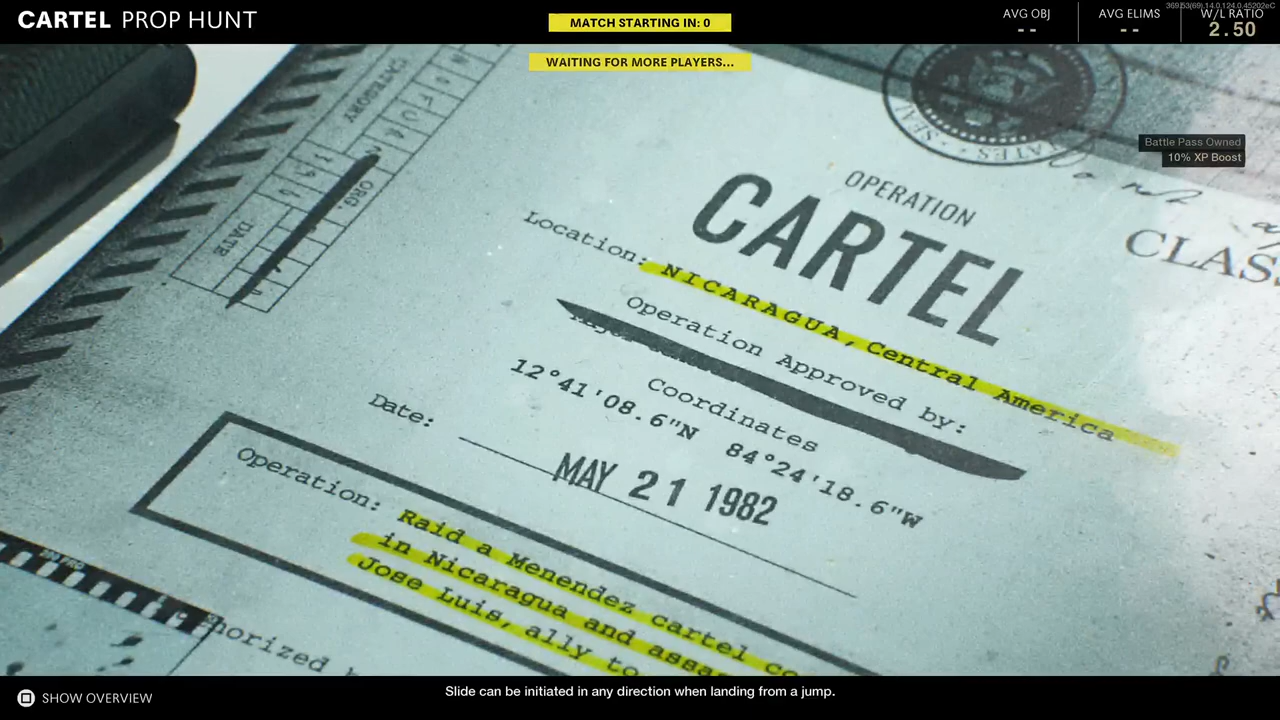 CARTEL PROP HUNT
MATCH STARTING IN: 0
WAITING FOR MORE PLAYERS...
AVG OBJ
--
AVG ELIMS
--
W/L RATIO
2.50
Battle Pass Owned
10% XP Boost
CATEGORY
ORG.
DATE
OPERATION
CARTEL
CLAS
Location: NICARAGUA, Central America
Operation Approved by:
Coordinates
12°41'08.6"N 84°24'18.6"W
Date:
MAY 21 1982
Operation: Raid a Menendez cartel co
in Nicaragua and assa
Jose Luis, ally to
horized b
SHOW OVERVIEW
Slide can be initiated in any direction when landing from a jump.